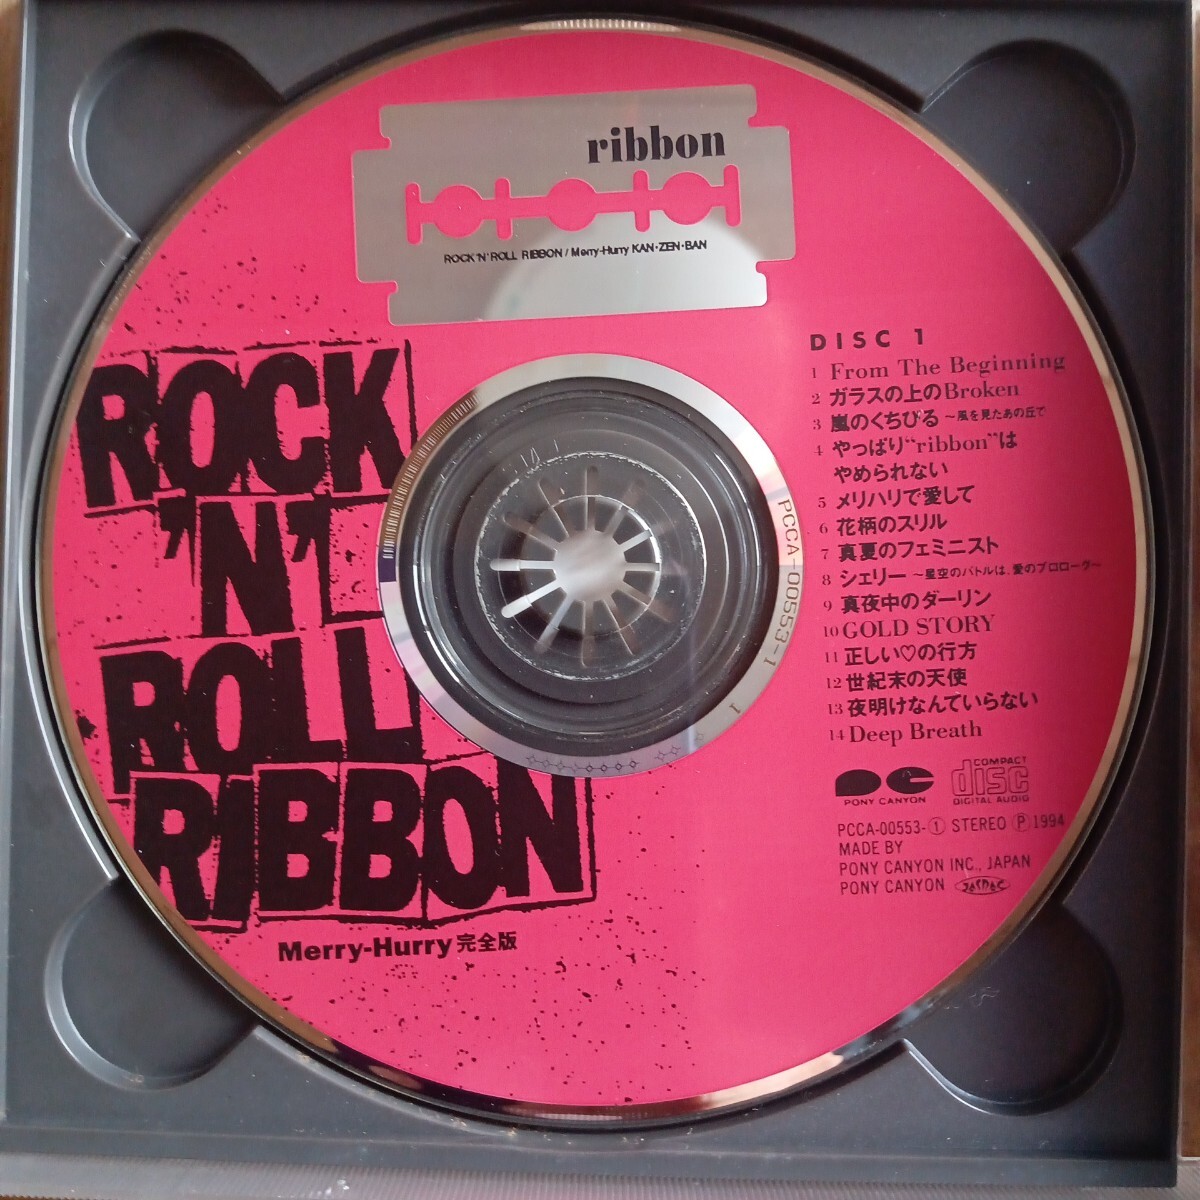 ribbon
ROCK 'N' ROLL RIBBON / Merry-Hurry KAN・ZEN・BAN
ROCK
'N'
ROLL
RIBBON
Merry-Hurry 完全版
DISC 1
1 From The Beginning
2 ガラスの上のBroken
3 嵐のくちびる ～風を見たあの丘で
4 やっぱり“ribbon”は
やめられない
5 メリハリで愛して
6 花柄のスリル
7 真夏のフェミニスト
8 シェリー ～星空のバトルは、愛のプロローグ～
9 真夜中のダーリン
10 GOLD STORY
11 正しい♡の行方
12 世紀末の天使
13 夜明けなんていらない
14 Deep Breath
PONY CANYON
COMPACT
disc
DIGITAL AUDIO
PCCA-00553-① STEREO Ⓟ1994
MADE BY
PONY CANYON INC., JAPAN
PONY CANYON JASRAC
PCCA-00553-1
1